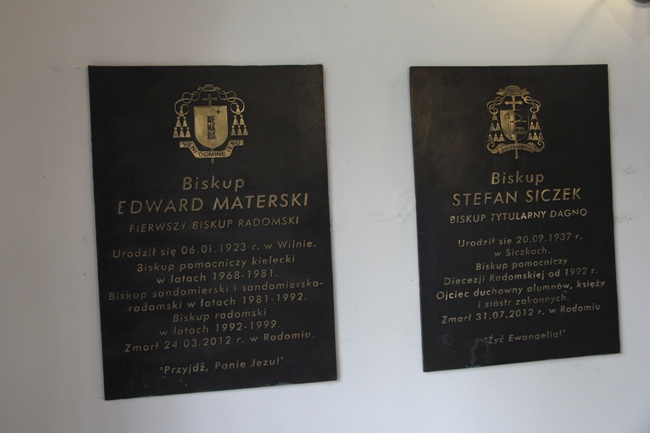 VENI DOMINE JESU
Biskup
EDWARD MATERSKI
PIERWSZY BISKUP RADOMSKI
Urodził się 06.01.1923 r. w Wilnie.
Biskup pomocniczy kielecki
w latach 1968-1981.
Biskup sandomierski i sandomiersko-
radomski w latach 1981-1992.
Biskup radomski
w latach 1992-1999.
Zmarł 24.03.2012 r. w Radomiu.
"Przyjdź, Panie Jezu!"
Biskup
STEFAN SICZEK
BISKUP TYTULARNY DAGNO
Urodził się 20.09.1937 r.
w Siczkach.
Biskup pomocniczy
Diecezji Radomskiej od 1992 r.
Ojciec duchowny alumnów, księży
i sióstr zakonnych.
Zmarł 31.07.2012 r. w Radomiu.
"Żyć Ewangelią!"